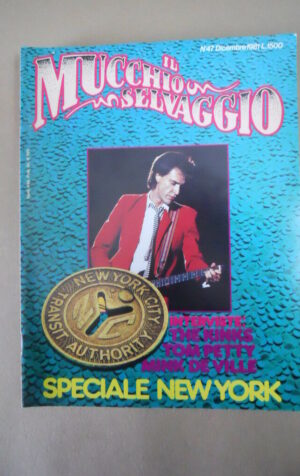 N.47 Dicembre 1981 L.1500
IL
MUCCHIO
SELVAGGIO
NEW YORK CITY
TRANSIT AUTHORITY
NYC
INTERVISTE:
THE KINKS
TOM PETTY
MINK DE VILLE
SPECIALE NEW YORK